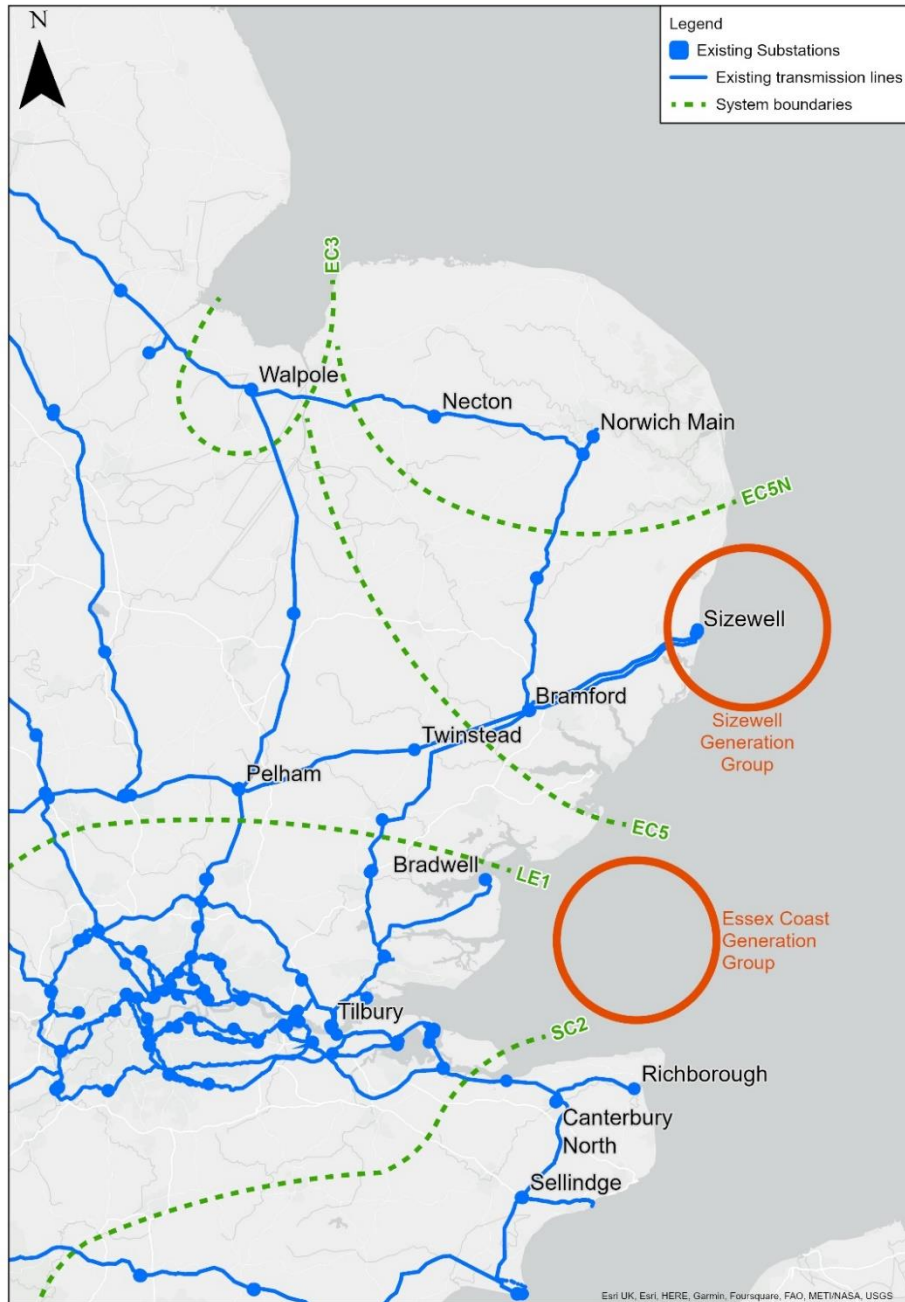 N
Legend
Existing Substations
Existing transmission lines
System boundaries
EC3
Walpole
Necton
Norwich Main
EC5N
Sizewell
Bramford
Sizewell
Generation
Group
Twinstead
Pelham
EC5
Bradwell
LE1
Essex Coast
Generation
Group
Tilbury
SC2
Richborough
Canterbury
North
Sellindge
Esri UK, Esri, HERE, Garmin, Foursquare, FAO, METI/NASA, USGS